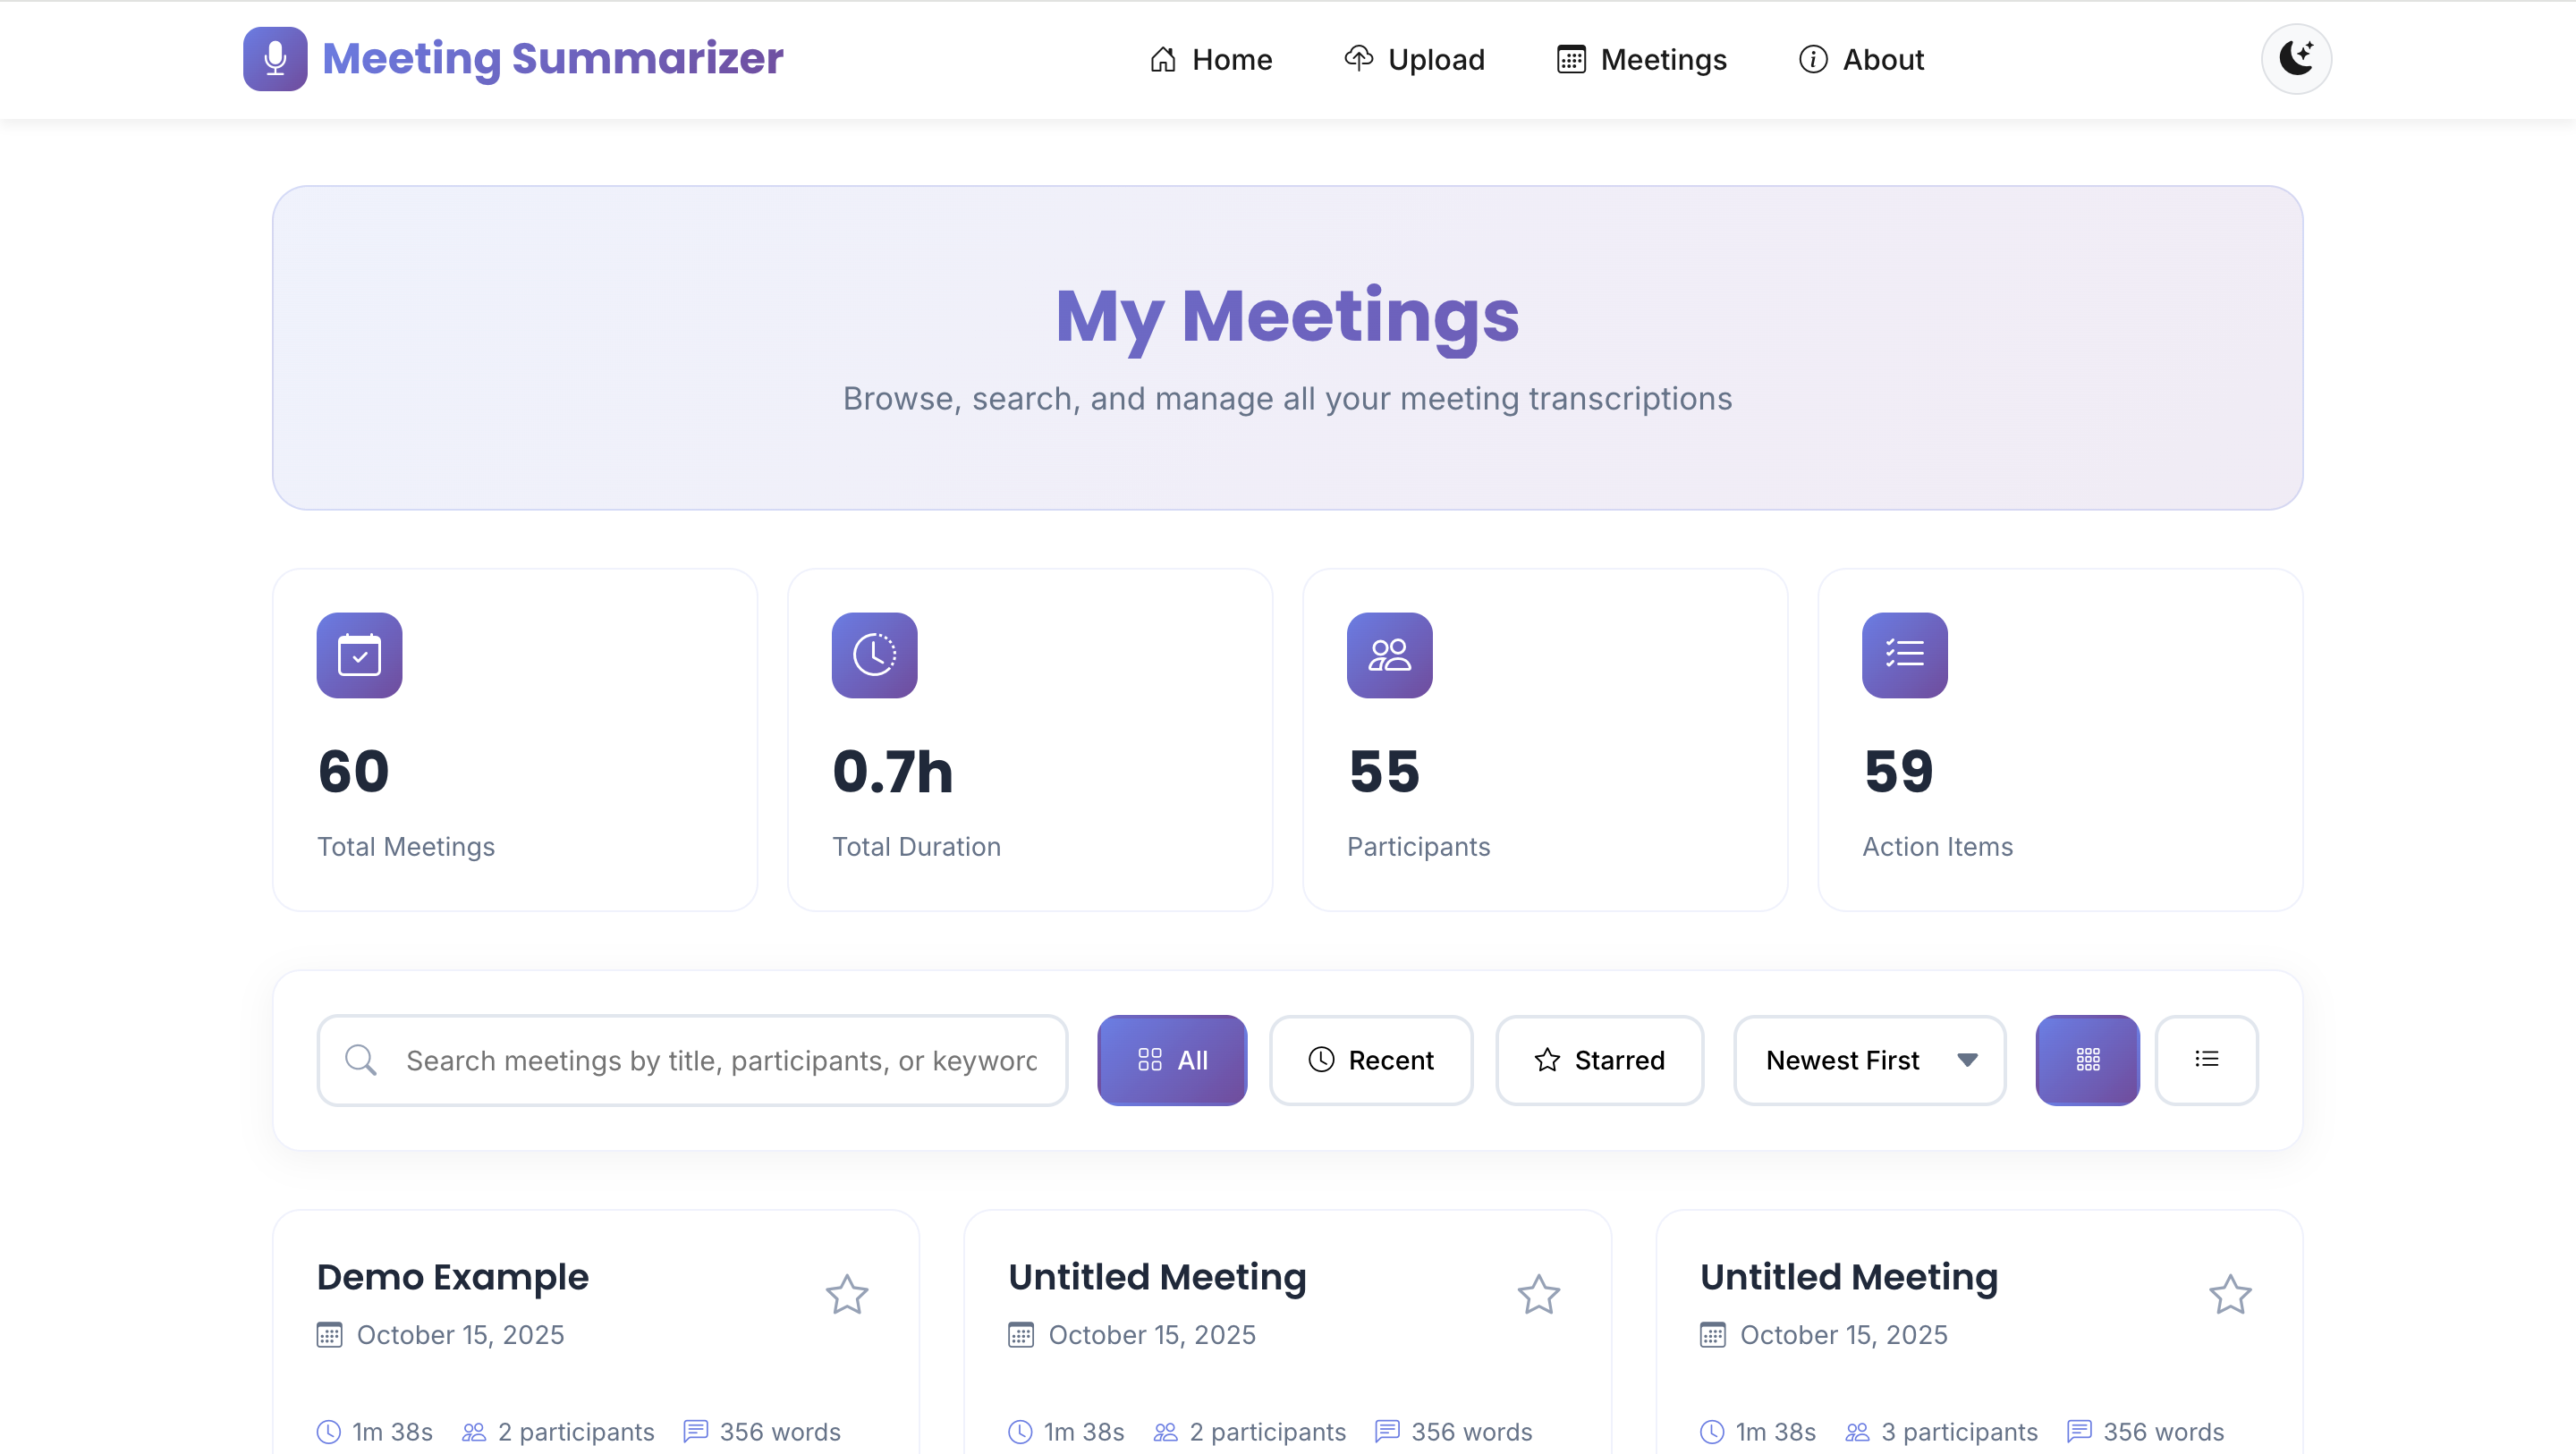 Meeting Summarizer
Home
Upload
Meetings
About
My Meetings
Browse, search, and manage all your meeting transcriptions
60
Total Meetings
0.7h
Total Duration
55
Participants
59
Action Items
Search meetings by title, participants, or keyword
All
Recent
Starred
Newest First
Demo Example
October 15, 2025
1m 38s 2 participants 356 words
Untitled Meeting
October 15, 2025
1m 38s 2 participants 356 words
Untitled Meeting
October 15, 2025
1m 38s 3 participants 356 words